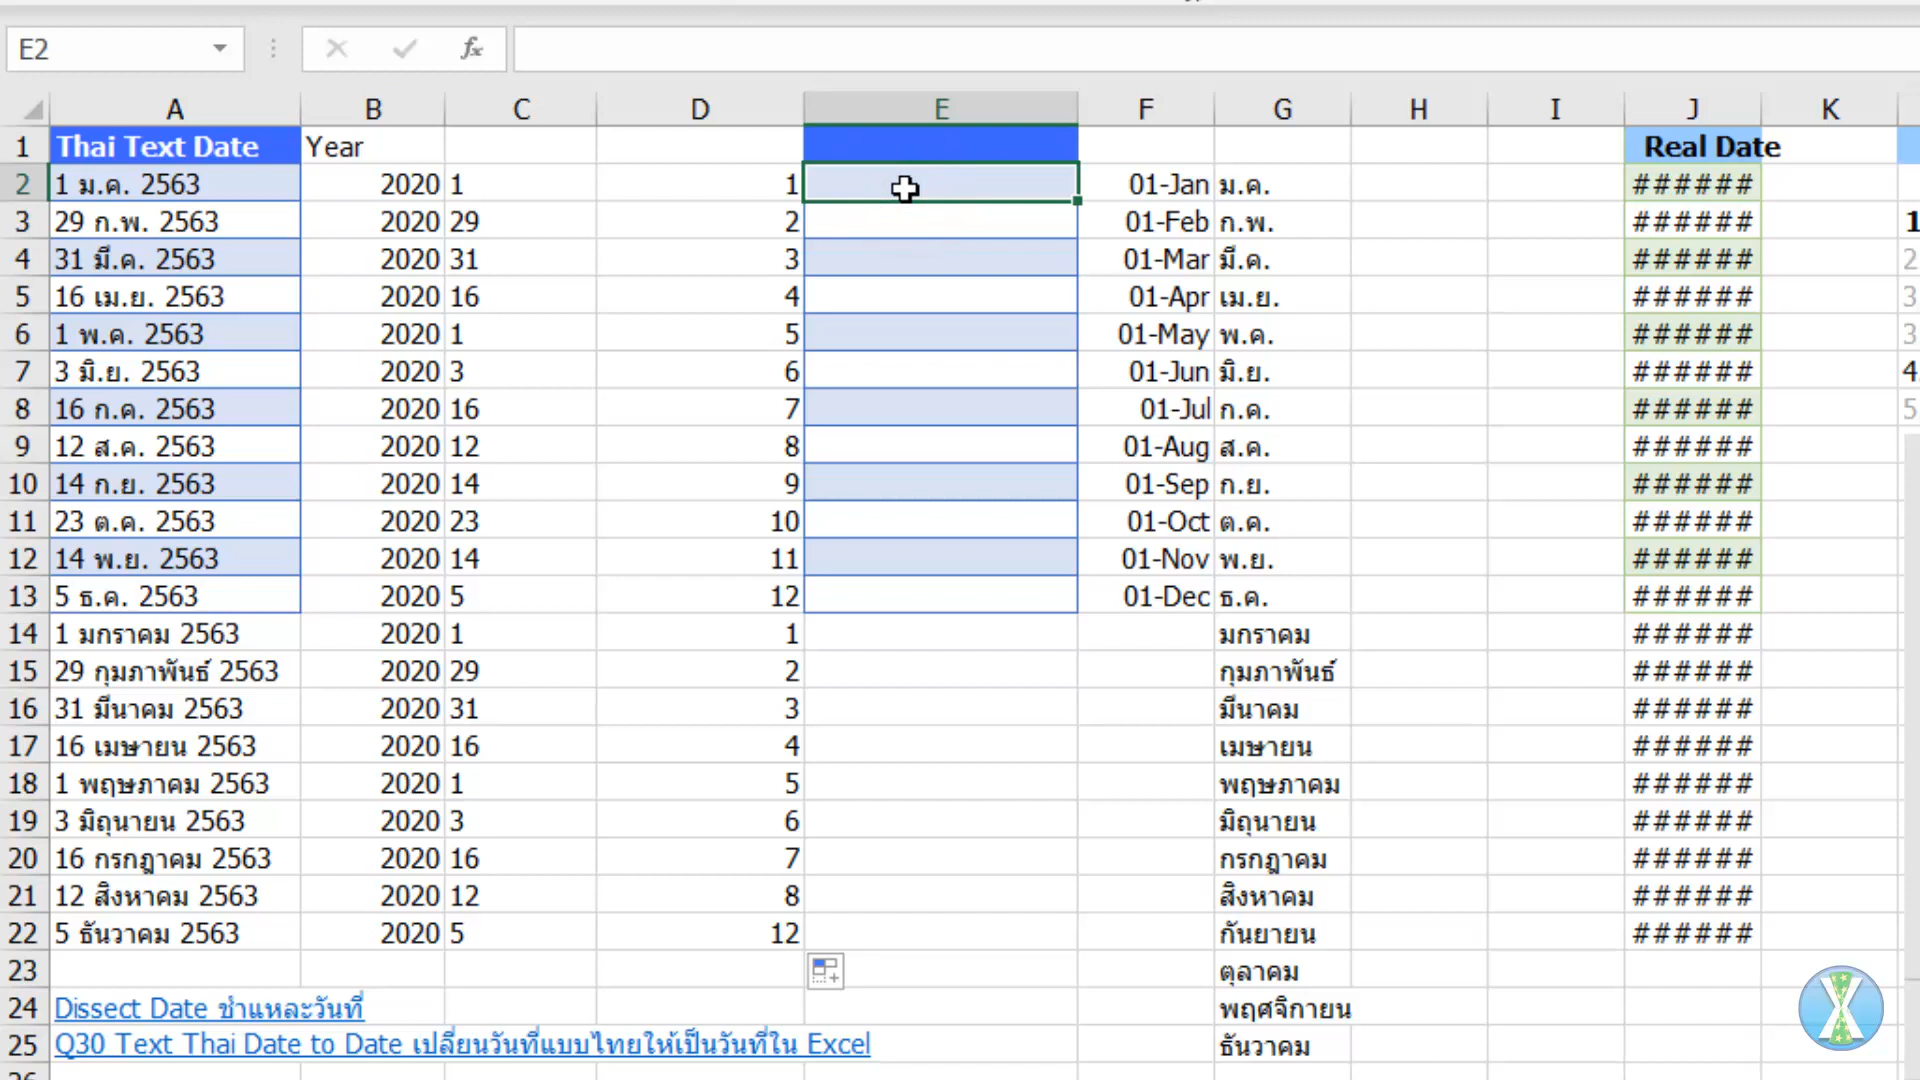 E2 fx
A B C D E F G H I J K
1 Thai Text Date Year Real Date
2 1 ม.ค. 2563 2020 1 1 01-Jan ม.ค. ######
3 29 ก.พ. 2563 2020 29 2 01-Feb ก.พ. ###### 1
4 31 มี.ค. 2563 2020 31 3 01-Mar มี.ค. ###### 2
5 16 เม.ย. 2563 2020 16 4 01-Apr เม.ย. ###### 3
6 1 พ.ค. 2563 2020 1 5 01-May พ.ค. ###### 3
7 3 มิ.ย. 2563 2020 3 6 01-Jun มิ.ย. ###### 4
8 16 ก.ค. 2563 2020 16 7 01-Jul ก.ค. ###### 5
9 12 ส.ค. 2563 2020 12 8 01-Aug ส.ค. ######
10 14 ก.ย. 2563 2020 14 9 01-Sep ก.ย. ######
11 23 ต.ค. 2563 2020 23 10 01-Oct ต.ค. ######
12 14 พ.ย. 2563 2020 14 11 01-Nov พ.ย. ######
13 5 ธ.ค. 2563 2020 5 12 01-Dec ธ.ค. ######
14 1 มกราคม 2563 2020 1 1 มกราคม ######
15 29 กุมภาพันธ์ 2563 2020 29 2 กุมภาพันธ์ ######
16 31 มีนาคม 2563 2020 31 3 มีนาคม ######
17 16 เมษายน 2563 2020 16 4 เมษายน ######
18 1 พฤษภาคม 2563 2020 1 5 พฤษภาคม ######
19 3 มิถุนายน 2563 2020 3 6 มิถุนายน ######
20 16 กรกฎาคม 2563 2020 16 7 กรกฎาคม ######
21 12 สิงหาคม 2563 2020 12 8 สิงหาคม ######
22 5 ธันวาคม 2563 2020 5 12 กันยายน ######
23 ตุลาคม
24 Dissect Date ชำแหละวันที่ พฤศจิกายน
25 Q30 Text Thai Date to Date เปลี่ยนวันที่แบบไทยให้เป็นวันที่ใน Excel ธันวาคม